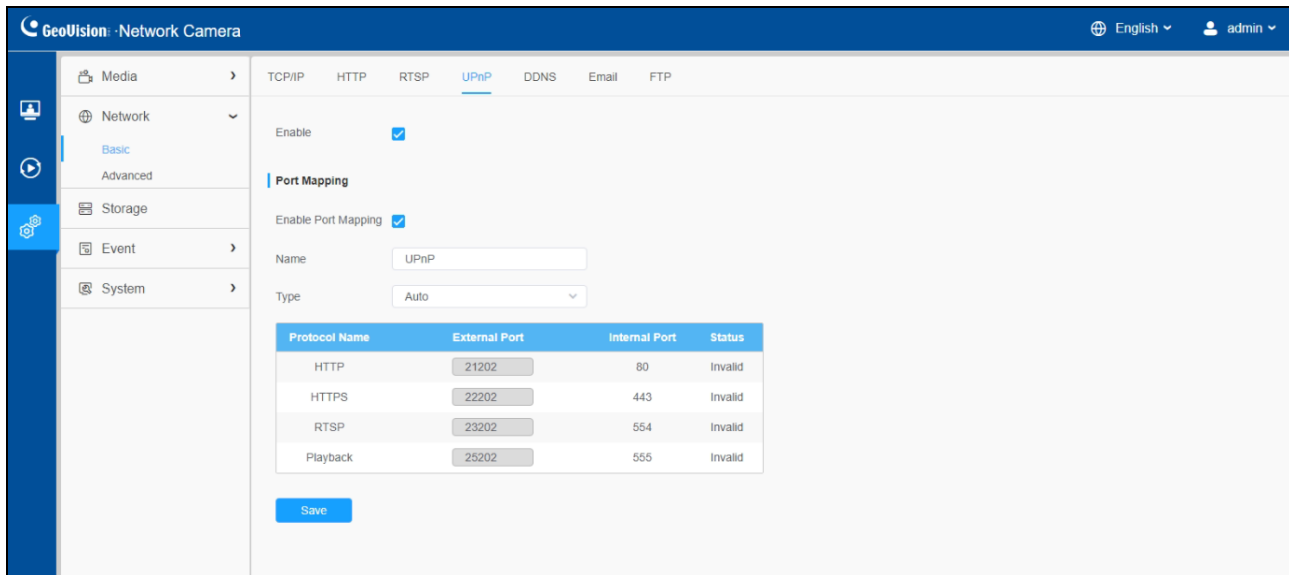 GeoVision: ·Network Camera
English
admin
Media
Network
Basic
Advanced
Storage
Event
System
TCP/IP HTTP RTSP UPnP DDNS Email FTP
Enable
Port Mapping
Enable Port Mapping
Name UPnP
Type Auto
Protocol Name External Port Internal Port Status
HTTP 21202 80 Invalid
HTTPS 22202 443 Invalid
RTSP 23202 554 Invalid
Playback 25202 555 Invalid
Save